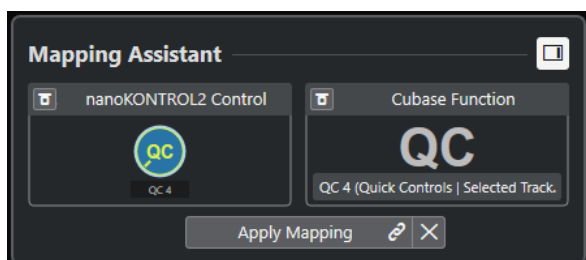 Mapping Assistant
nanoKONTROL2 Control
Cubase Function
QC
QC 4
QC
QC 4 (Quick Controls | Selected Track.
Apply Mapping